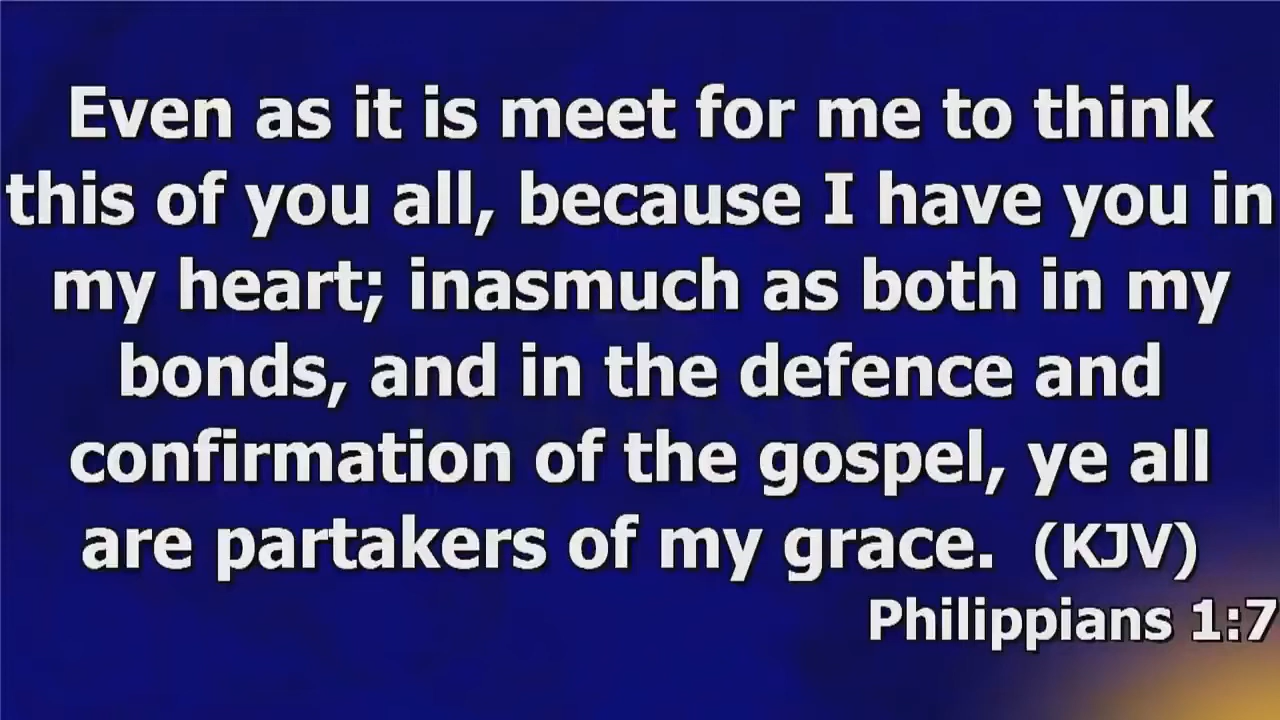 Even as it is meet for me to think
this of you all, because I have you in
my heart; inasmuch as both in my
bonds, and in the defence and
confirmation of the gospel, ye all
are partakers of my grace. (KJV)
Philippians 1:7